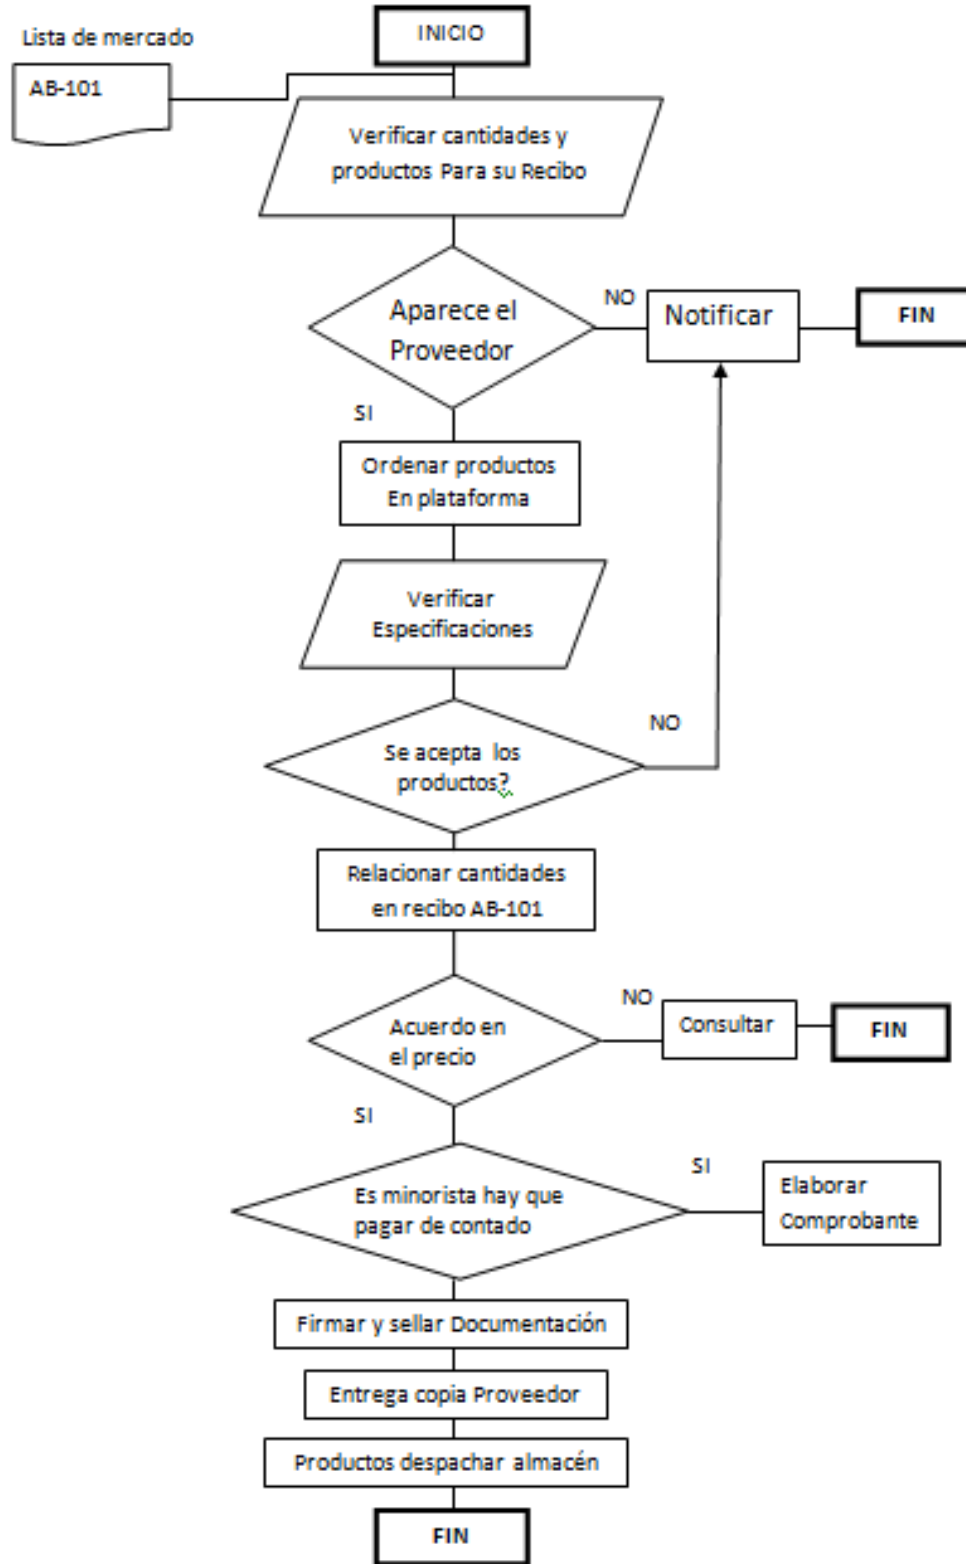 INICIO
Lista de mercado
AB-101
Verificar cantidades y
productos Para su Recibo
Aparece el
Proveedor
NO
Notificar
FIN
SI
Ordenar productos
En plataforma
Verificar
Especificaciones
Se acepta los
productos?
NO
Relacionar cantidades
en recibo AB-101
Acuerdo en
el precio
NO
Consultar
FIN
SI
Es minorista hay que
pagar de contado
SI
Elaborar
Comprobante
Firmar y sellar Documentación
Entrega copia Proveedor
Productos despachar almacén
FIN